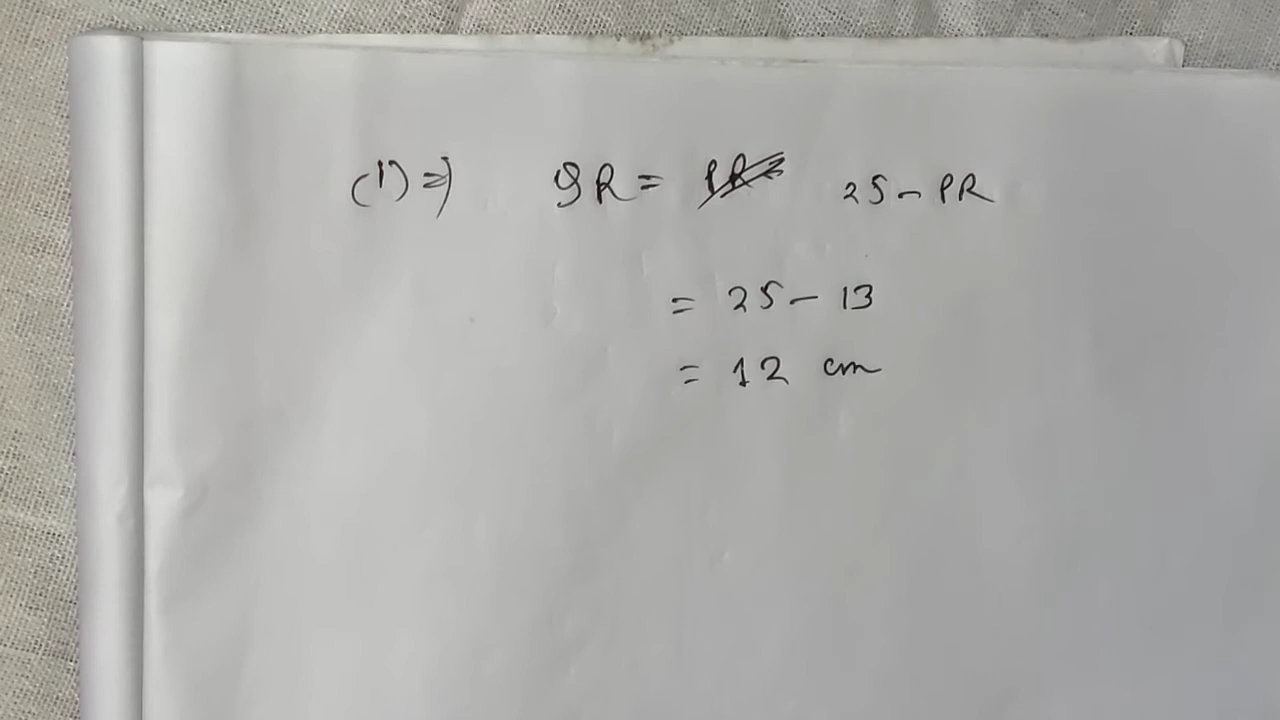 (1) ⇒ QR = 25 - PR
= 25 - 13
= 12 cm